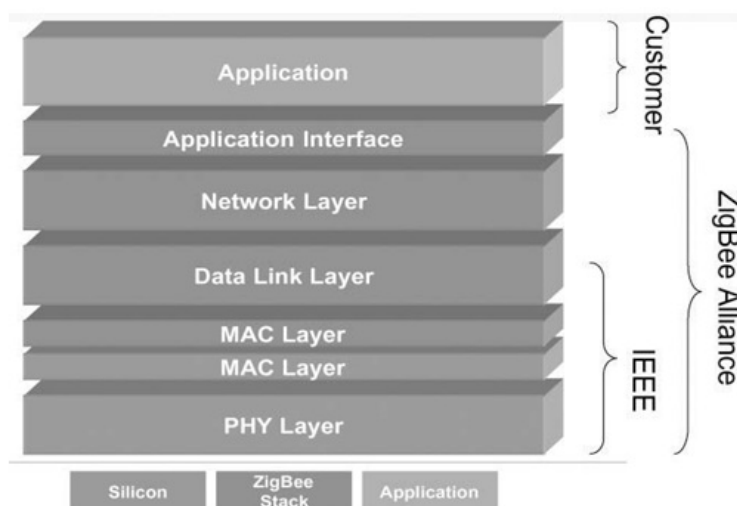 Application
Application Interface
Network Layer
Data Link Layer
MAC Layer
MAC Layer
PHY Layer
Customer
ZigBee Alliance
IEEE
Silicon
ZigBee
Stack
Application